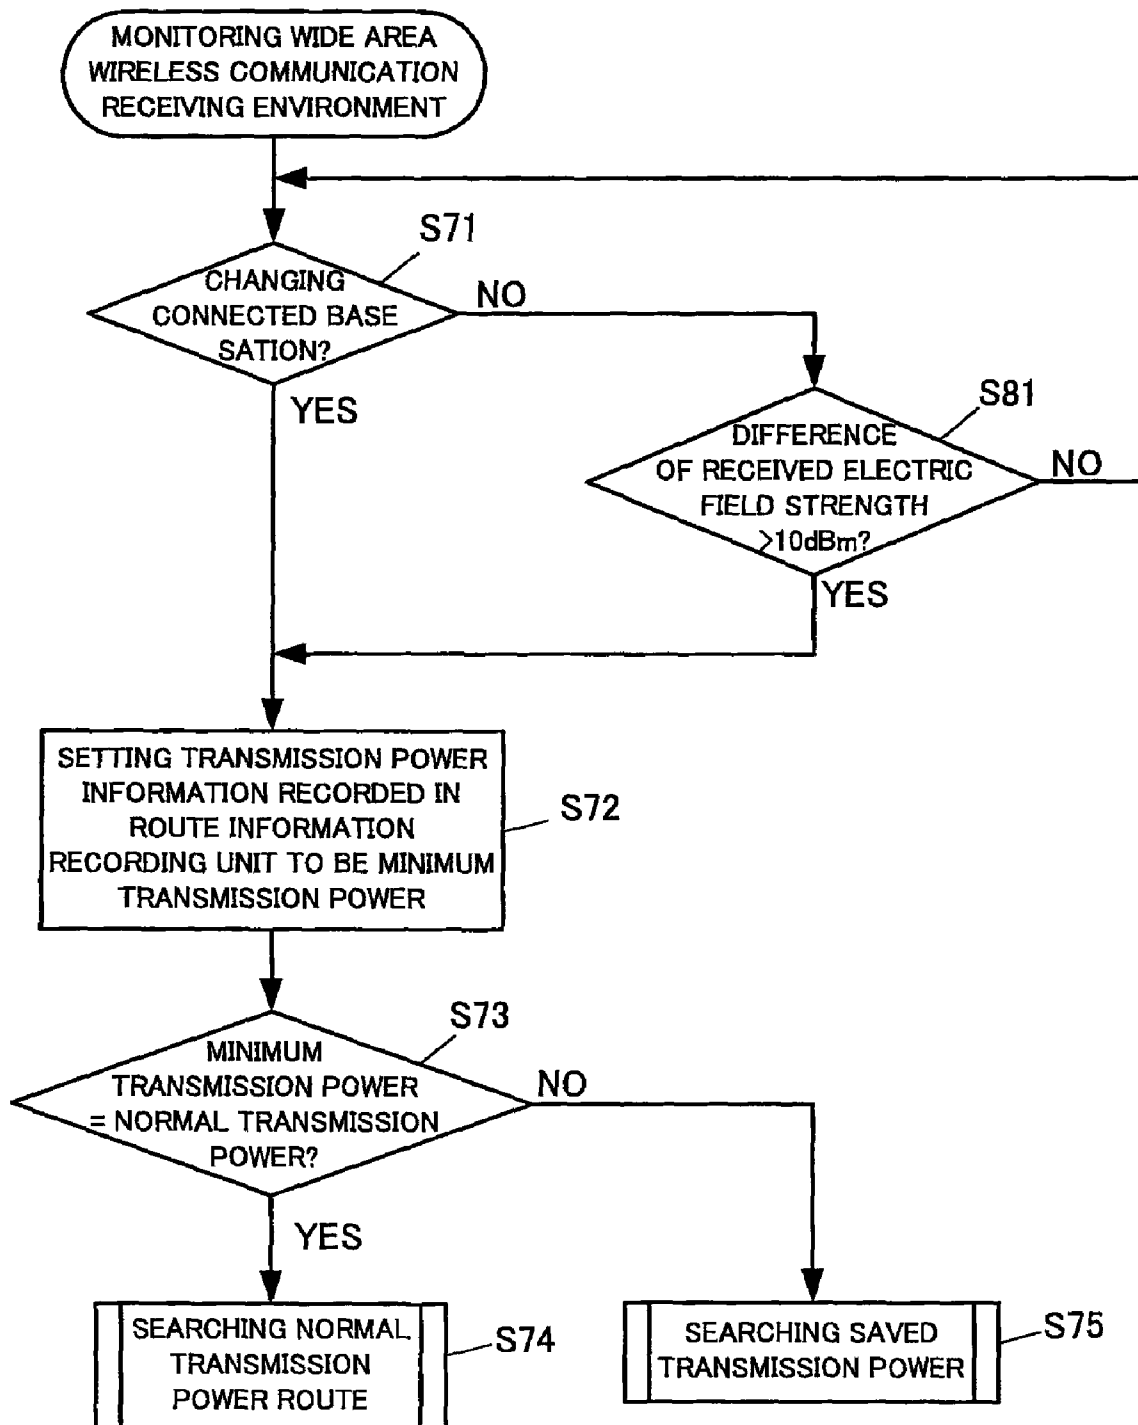 MONITORING WIDE AREA
WIRELESS COMMUNICATION
RECEIVING ENVIRONMENT
S71
CHANGING
CONNECTED BASE
SATION?
NO
YES
S81
DIFFERENCE
OF RECEIVED ELECTRIC
FIELD STRENGTH
>10dBm?
NO
YES
SETTING TRANSMISSION POWER
INFORMATION RECORDED IN
ROUTE INFORMATION
RECORDING UNIT TO BE MINIMUM
TRANSMISSION POWER
S72
S73
MINIMUM
TRANSMISSION POWER
= NORMAL TRANSMISSION
POWER?
NO
YES
SEARCHING NORMAL
TRANSMISSION
POWER ROUTE
S74
SEARCHING SAVED
TRANSMISSION POWER
S75